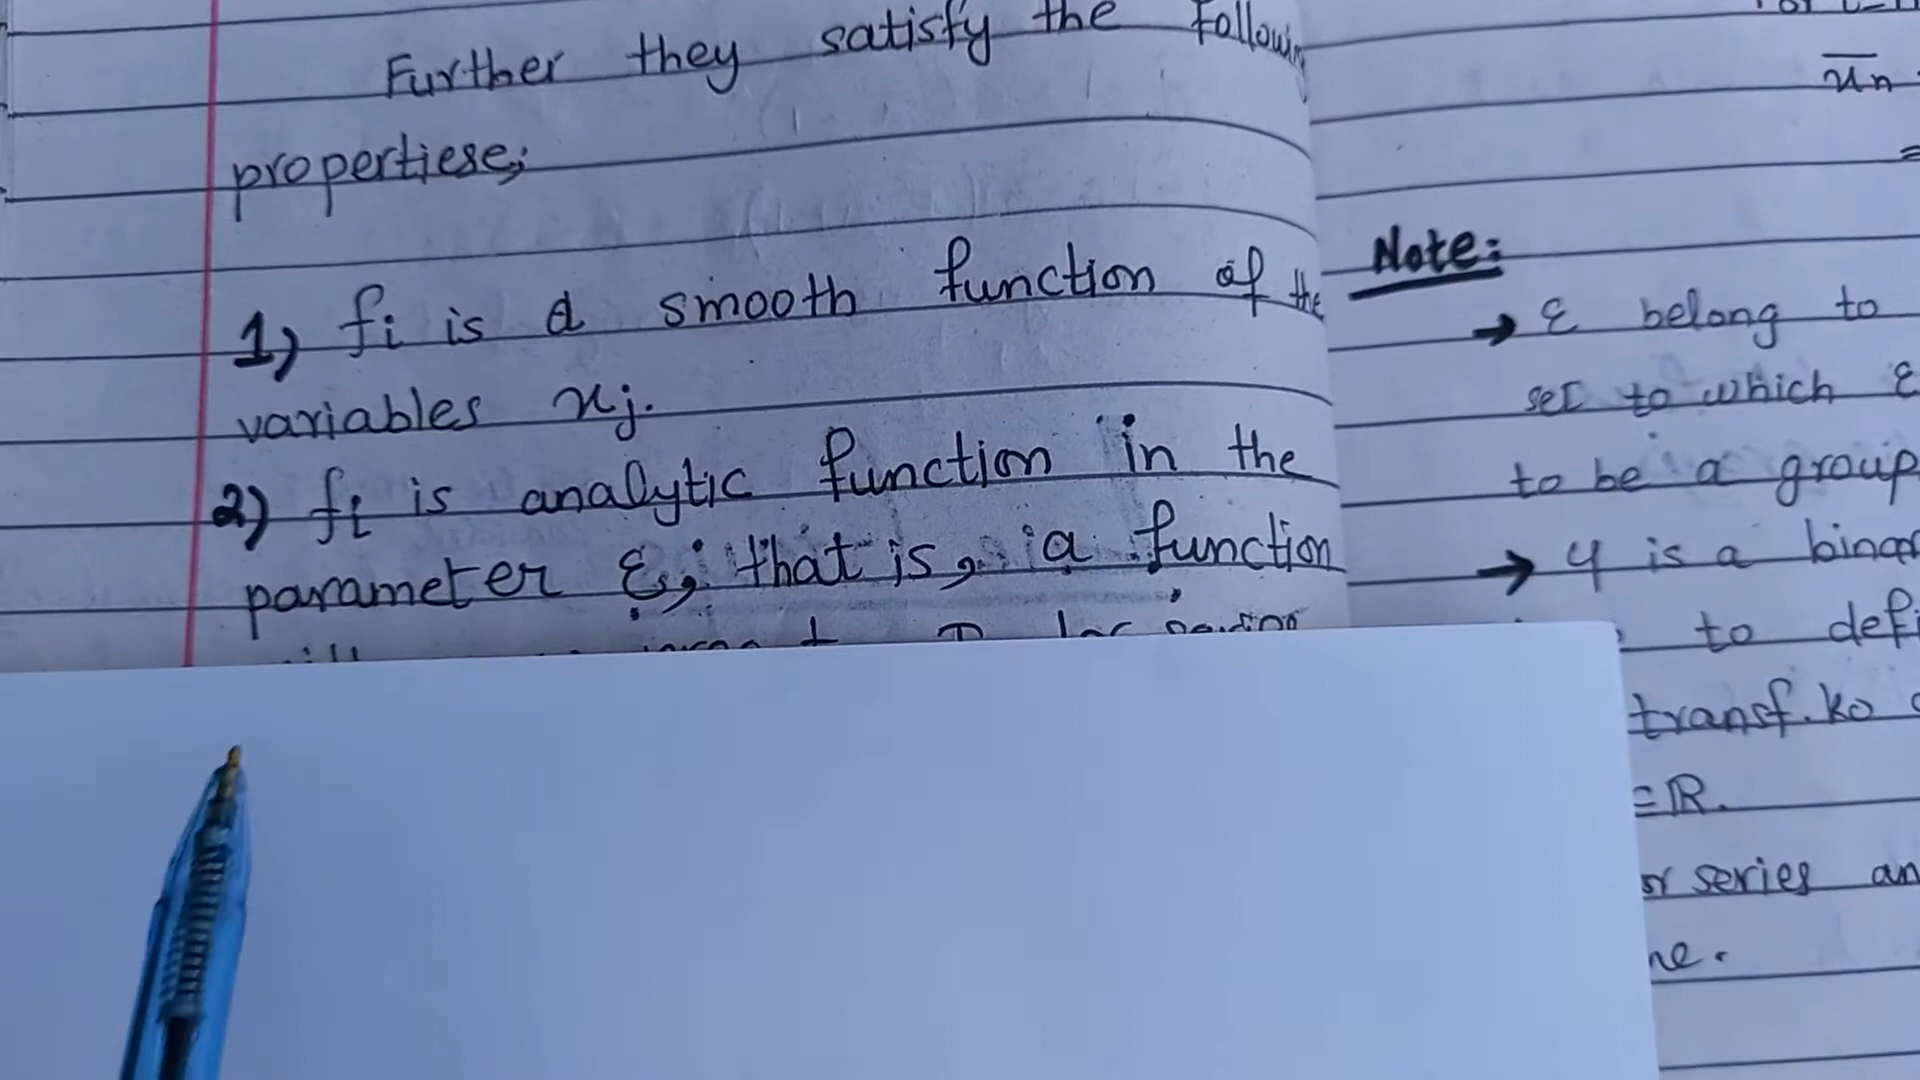 Further they satisfy the following
propertiese;
1) fi is a smooth function of the
variables xj.
2) fi is analytic function in the
parameter ε, that is, a function
Note:
→ ε belong to
set to which ε
to be a group
→ φ is a binar
to defi
transf. ko
= R.
or series an
ne.
xn
=